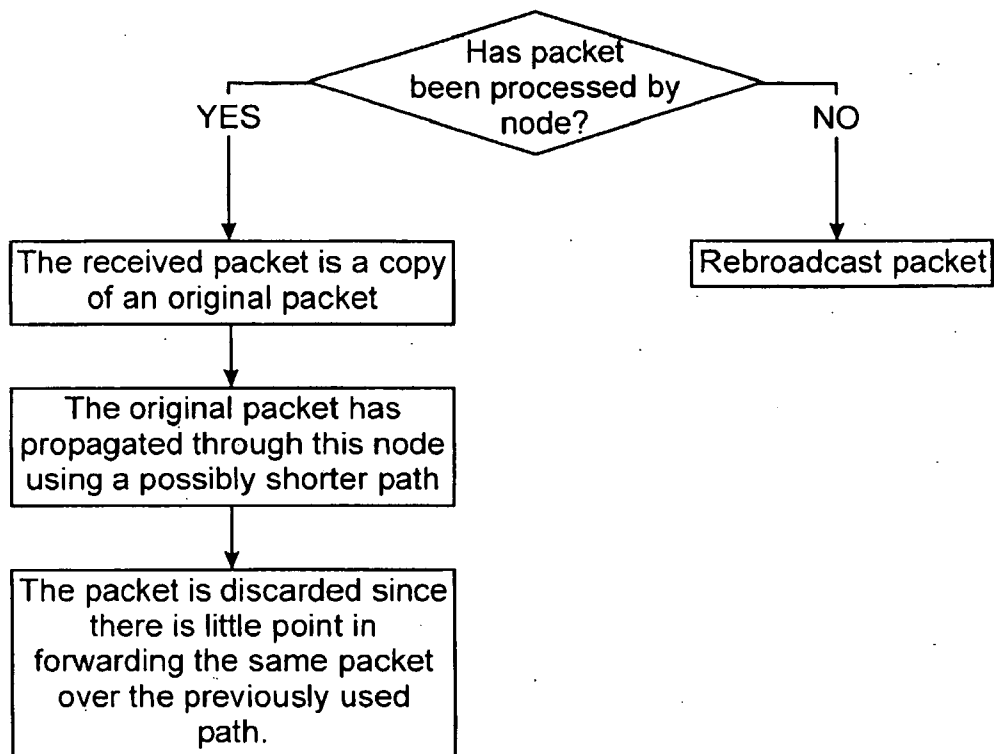 Has packet
been processed by
node?
YES
NO
The received packet is a copy
of an original packet
Rebroadcast packet
The original packet has
propagated through this node
using a possibly shorter path
The packet is discarded since
there is little point in
forwarding the same packet
over the previously used
path.